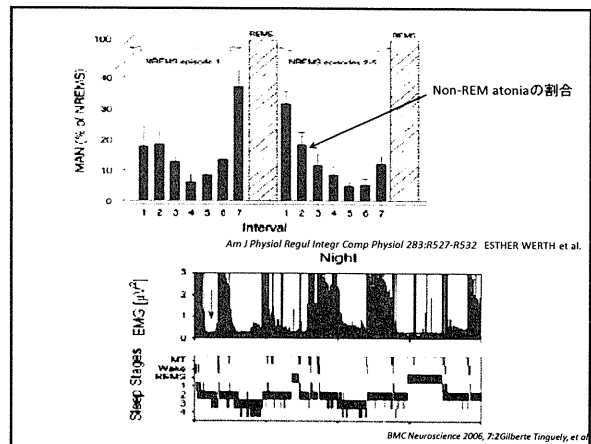 REMS REMS
100
NREMS episode 1 NREMS episodes 2-5
40
30
20
10
0
MAN (% of NREMS)
Non-REM atoniaの割合
1 2 3 4 5 6 7 1 2 3 4 5 6 7
Interval
Am J Physiol Regul Integr Comp Physiol 283:R527-R532 ESTHER WERTH et al.
Night
3
2
1
0
EMG [μV²]
Sleep Stages
MT
Wake
REMS
1
2
3
4
BMC Neuroscience 2006, 7:2Gilberte Tinguely, et al